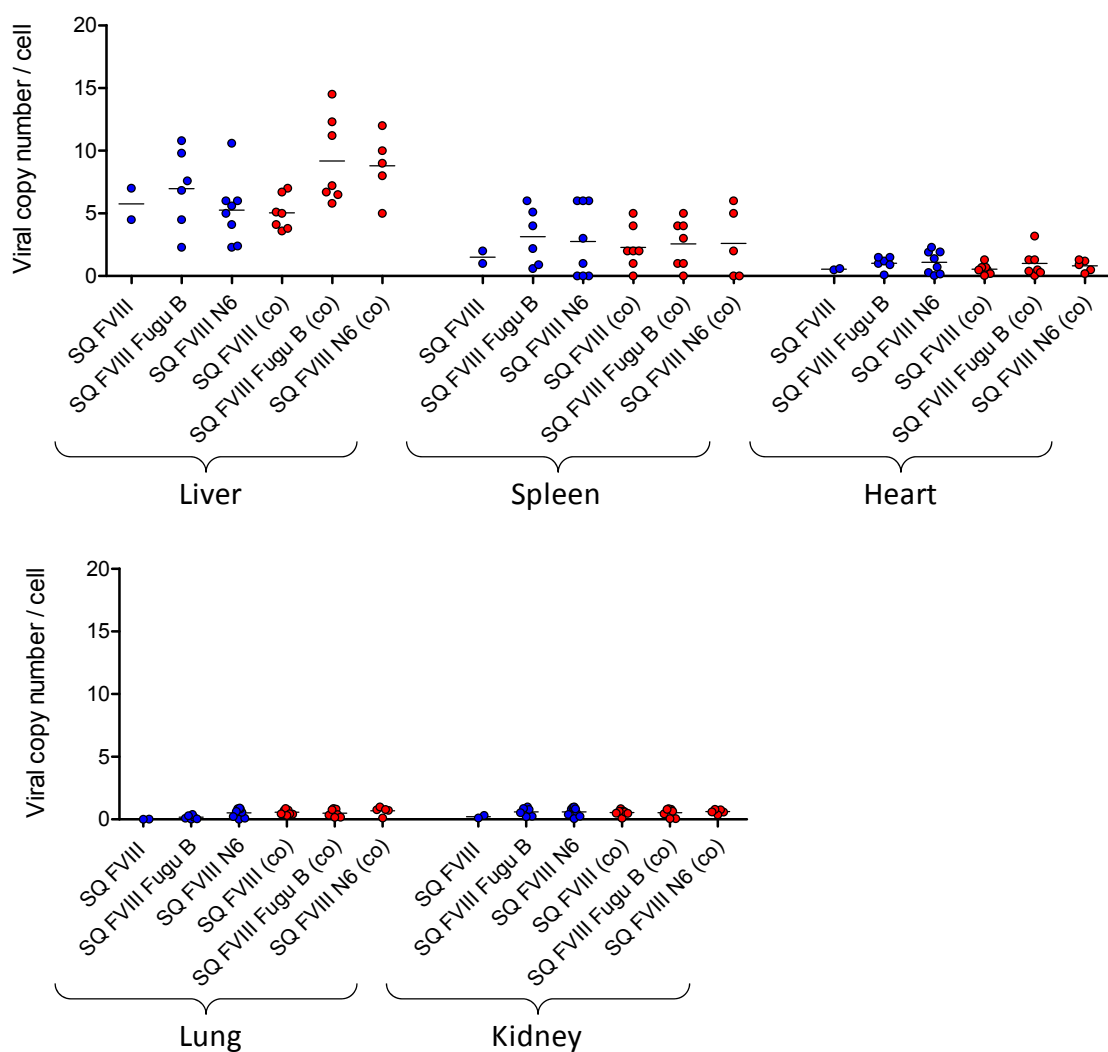 Viral copy number / cell
20
15
10
5
0
SQ FVIII
SQ FVIII Fugu B
SQ FVIII N6
SQ FVIII (co)
SQ FVIII Fugu B (co)
SQ FVIII N6 (co)
SQ FVIII
SQ FVIII Fugu B
SQ FVIII N6
SQ FVIII (co)
SQ FVIII Fugu B (co)
SQ FVIII N6 (co)
SQ FVIII
SQ FVIII Fugu B
SQ FVIII N6
SQ FVIII (co)
SQ FVIII Fugu B (co)
SQ FVIII N6 (co)
Liver
Spleen
Heart
Viral copy number / cell
20
15
10
5
0
SQ FVIII
SQ FVIII Fugu B
SQ FVIII N6
SQ FVIII (co)
SQ FVIII Fugu B (co)
SQ FVIII N6 (co)
SQ FVIII
SQ FVIII Fugu B
SQ FVIII N6
SQ FVIII (co)
SQ FVIII Fugu B (co)
SQ FVIII N6 (co)
Lung
Kidney